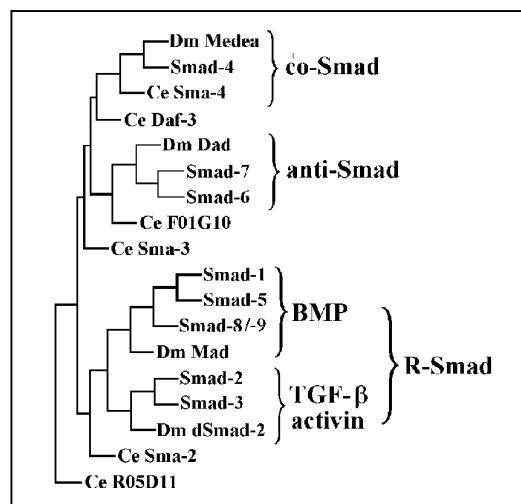 Dm Medea
Smad-4
co-Smad
Ce Sma-4
Ce Daf-3
Dm Dad
Smad-7
anti-Smad
Smad-6
Ce F01G10
Ce Sma-3
Smad-1
Smad-5
BMP
Smad-8/-9
Dm Mad
R-Smad
Smad-2
Smad-3
TGF-β
activin
Dm dSmad-2
Ce Sma-2
Ce R05D11